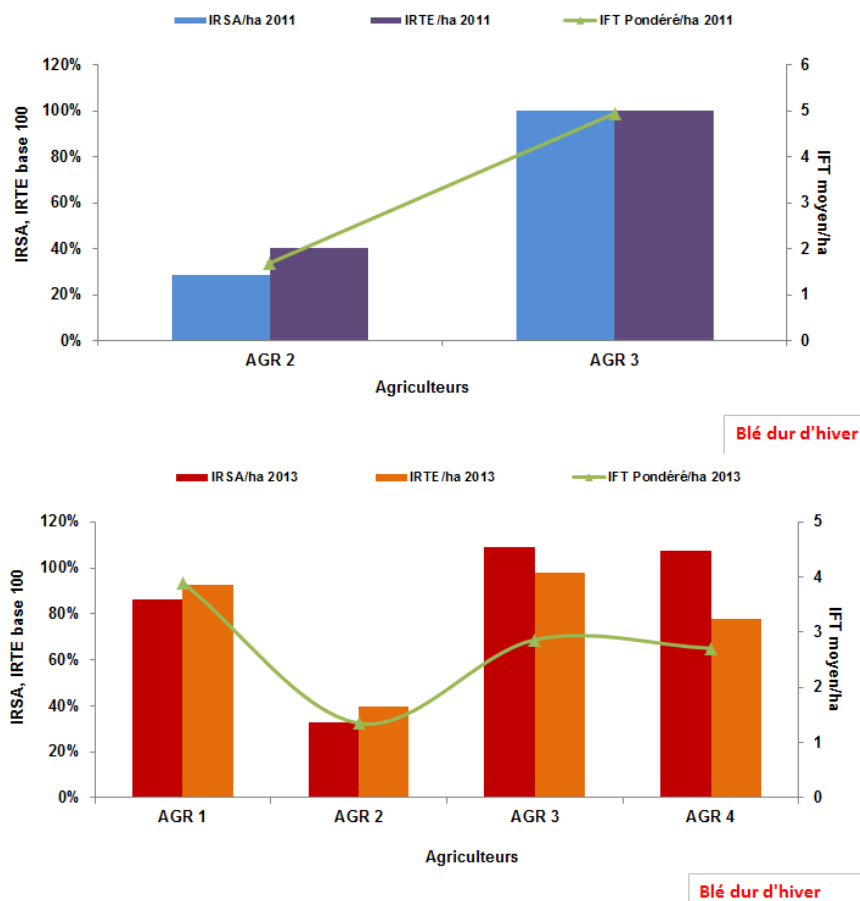 IRSA/ha 2011 IRTE/ha 2011 IFT Pondéré/ha 2011
IRSA, IRTE base 100
120%
100%
80%
60%
40%
20%
0%
6
5
4
3
2
1
0
IFT moyen/ha
AGR 2 AGR 3
Agriculteurs
Blé dur d'hiver
IRSA/ha 2013 IRTE/ha 2013 IFT Pondéré/ha 2013
IRSA, IRTE base 100
120%
100%
80%
60%
40%
20%
0%
5
4
3
2
1
0
IFT moyen/ha
AGR 1 AGR 2 AGR 3 AGR 4
Agriculteurs
Blé dur d'hiver